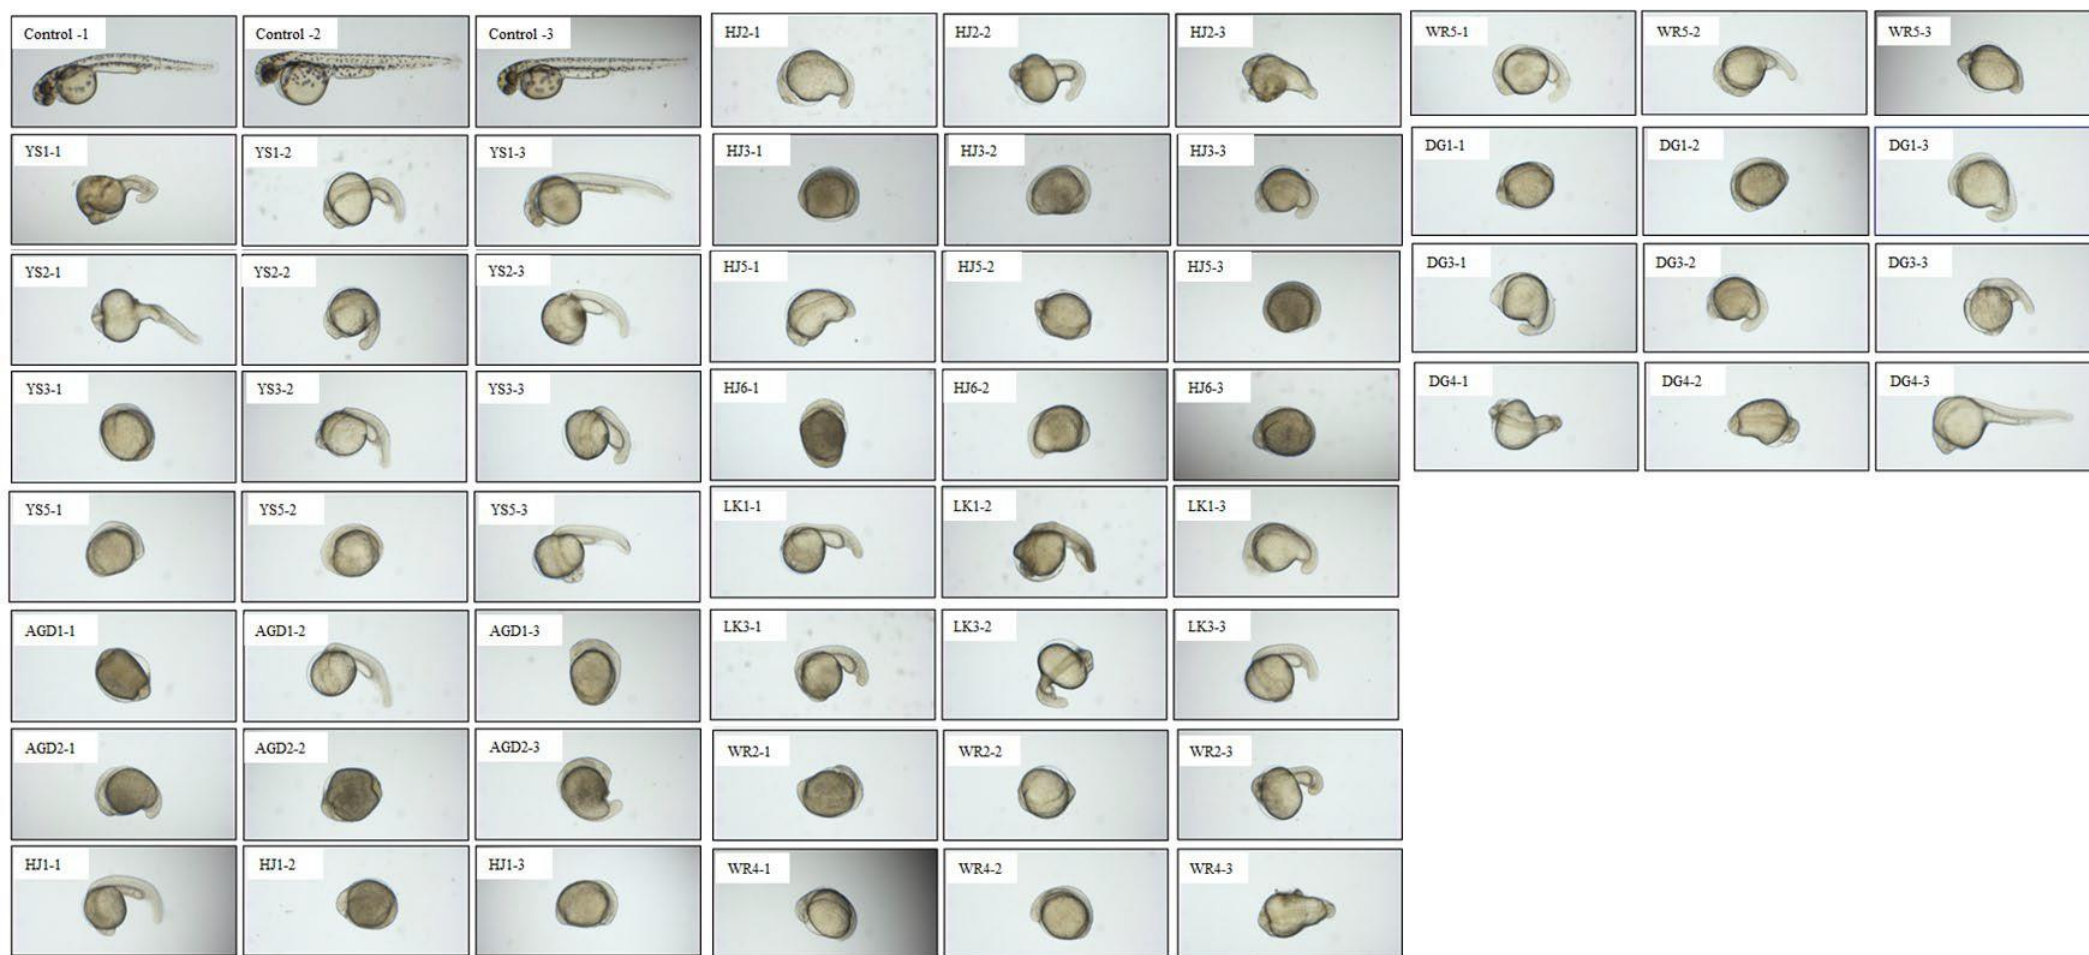 Control -1
Control -2
Control -3
HJ2-1
HJ2-2
HJ2-3
WR5-1
WR5-2
WR5-3
YS1-1
YS1-2
YS1-3
HJ3-1
HJ3-2
HJ3-3
DG1-1
DG1-2
DG1-3
YS2-1
YS2-2
YS2-3
HJ5-1
HJ5-2
HJ5-3
DG3-1
DG3-2
DG3-3
YS3-1
YS3-2
YS3-3
HJ6-1
HJ6-2
HJ6-3
DG4-1
DG4-2
DG4-3
YS5-1
YS5-2
YS5-3
LK1-1
LK1-2
LK1-3
AGD1-1
AGD1-2
AGD1-3
LK3-1
LK3-2
LK3-3
AGD2-1
AGD2-2
AGD2-3
WR2-1
WR2-2
WR2-3
HJ1-1
HJ1-2
HJ1-3
WR4-1
WR4-2
WR4-3